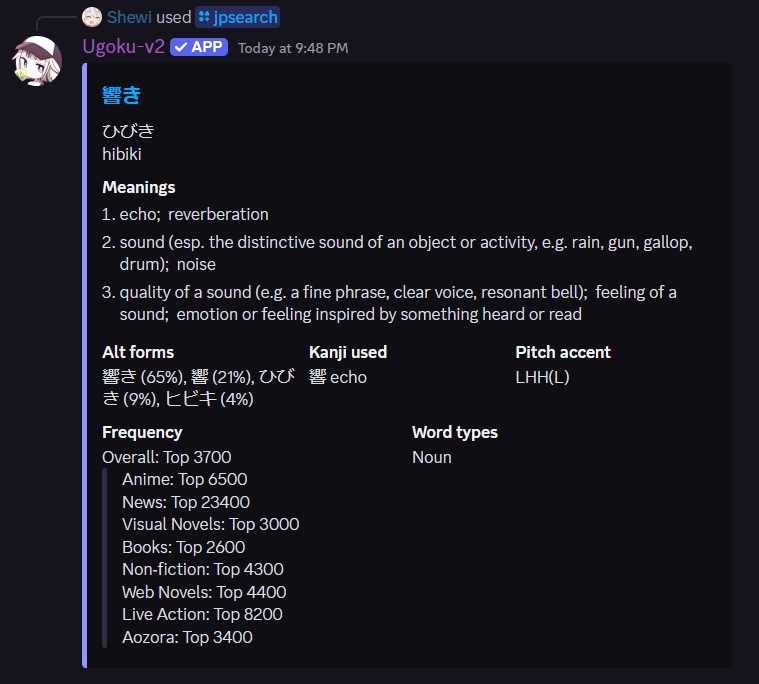 Shewi used jpsearch
Ugoku-v2 ✓ APP Today at 9:48 PM
響き
ひびき
hibiki
Meanings
1. echo; reverberation
2. sound (esp. the distinctive sound of an object or activity, e.g. rain, gun, gallop,
drum); noise
3. quality of a sound (e.g. a fine phrase, clear voice, resonant bell); feeling of a
sound; emotion or feeling inspired by something heard or read
Alt forms
響き (65%), 響 (21%), ひび
き (9%), ヒビキ (4%)
Kanji used
響 echo
Pitch accent
LHH(L)
Frequency
Overall: Top 3700
Anime: Top 6500
News: Top 23400
Visual Novels: Top 3000
Books: Top 2600
Non-fiction: Top 4300
Web Novels: Top 4400
Live Action: Top 8200
Aozora: Top 3400
Word types
Noun